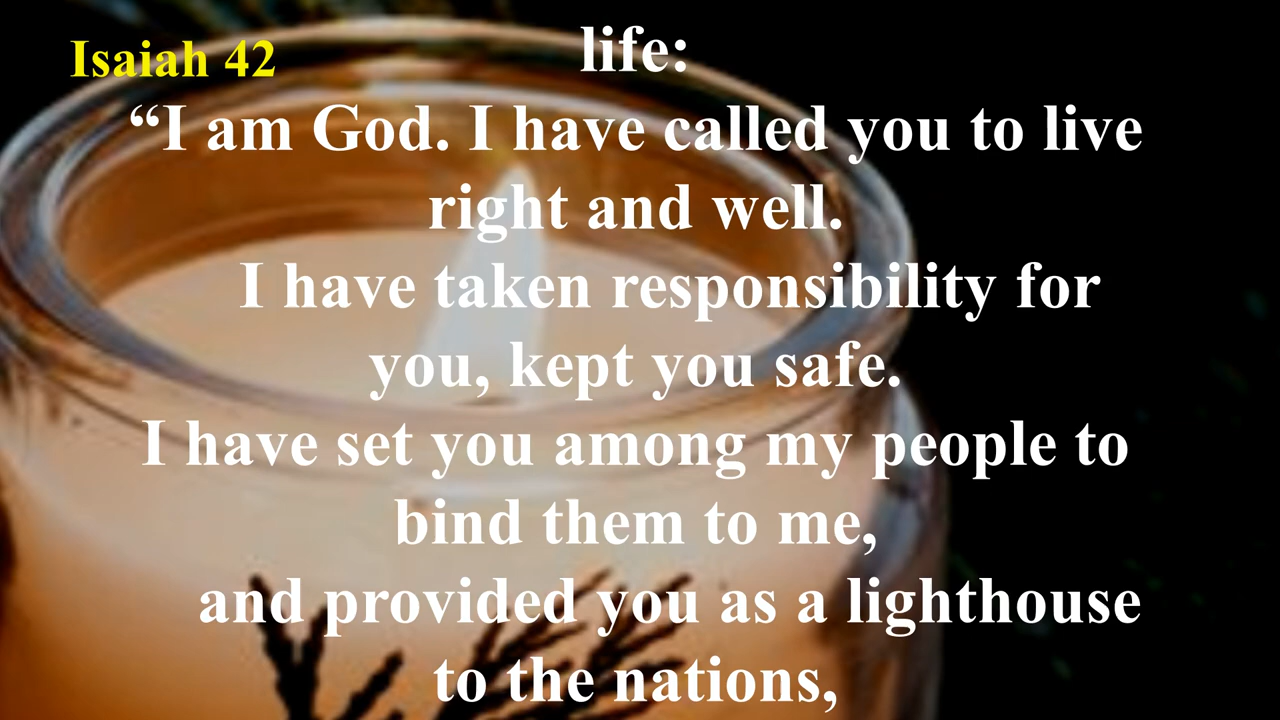 Isaiah 42
life:
“I am God. I have called you to live
right and well.
I have taken responsibility for
you, kept you safe.
I have set you among my people to
bind them to me,
and provided you as a lighthouse
to the nations,